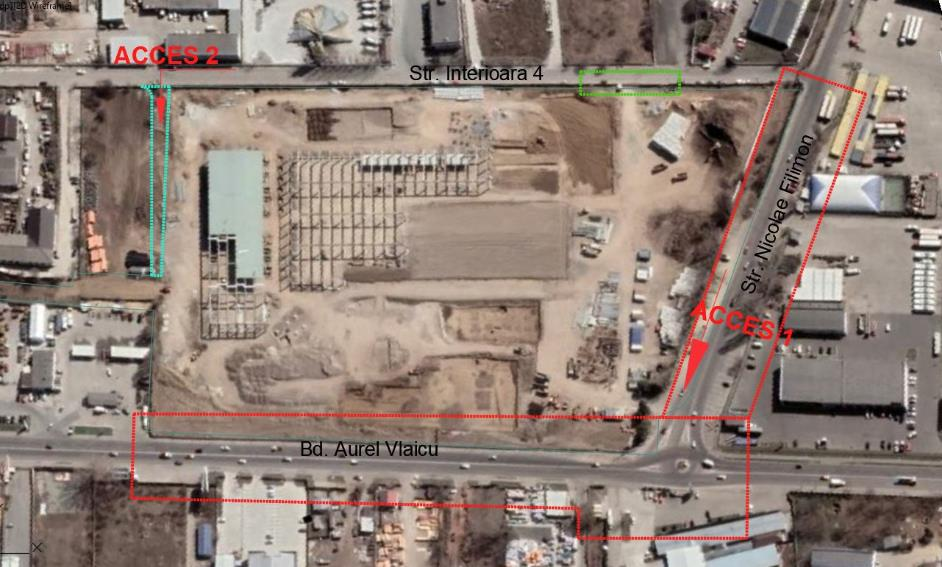 ACCES 2
Str. Interioara 4
Str. Nicolae Filimon
ACCES 1
Bd. Aurel Vlaicu